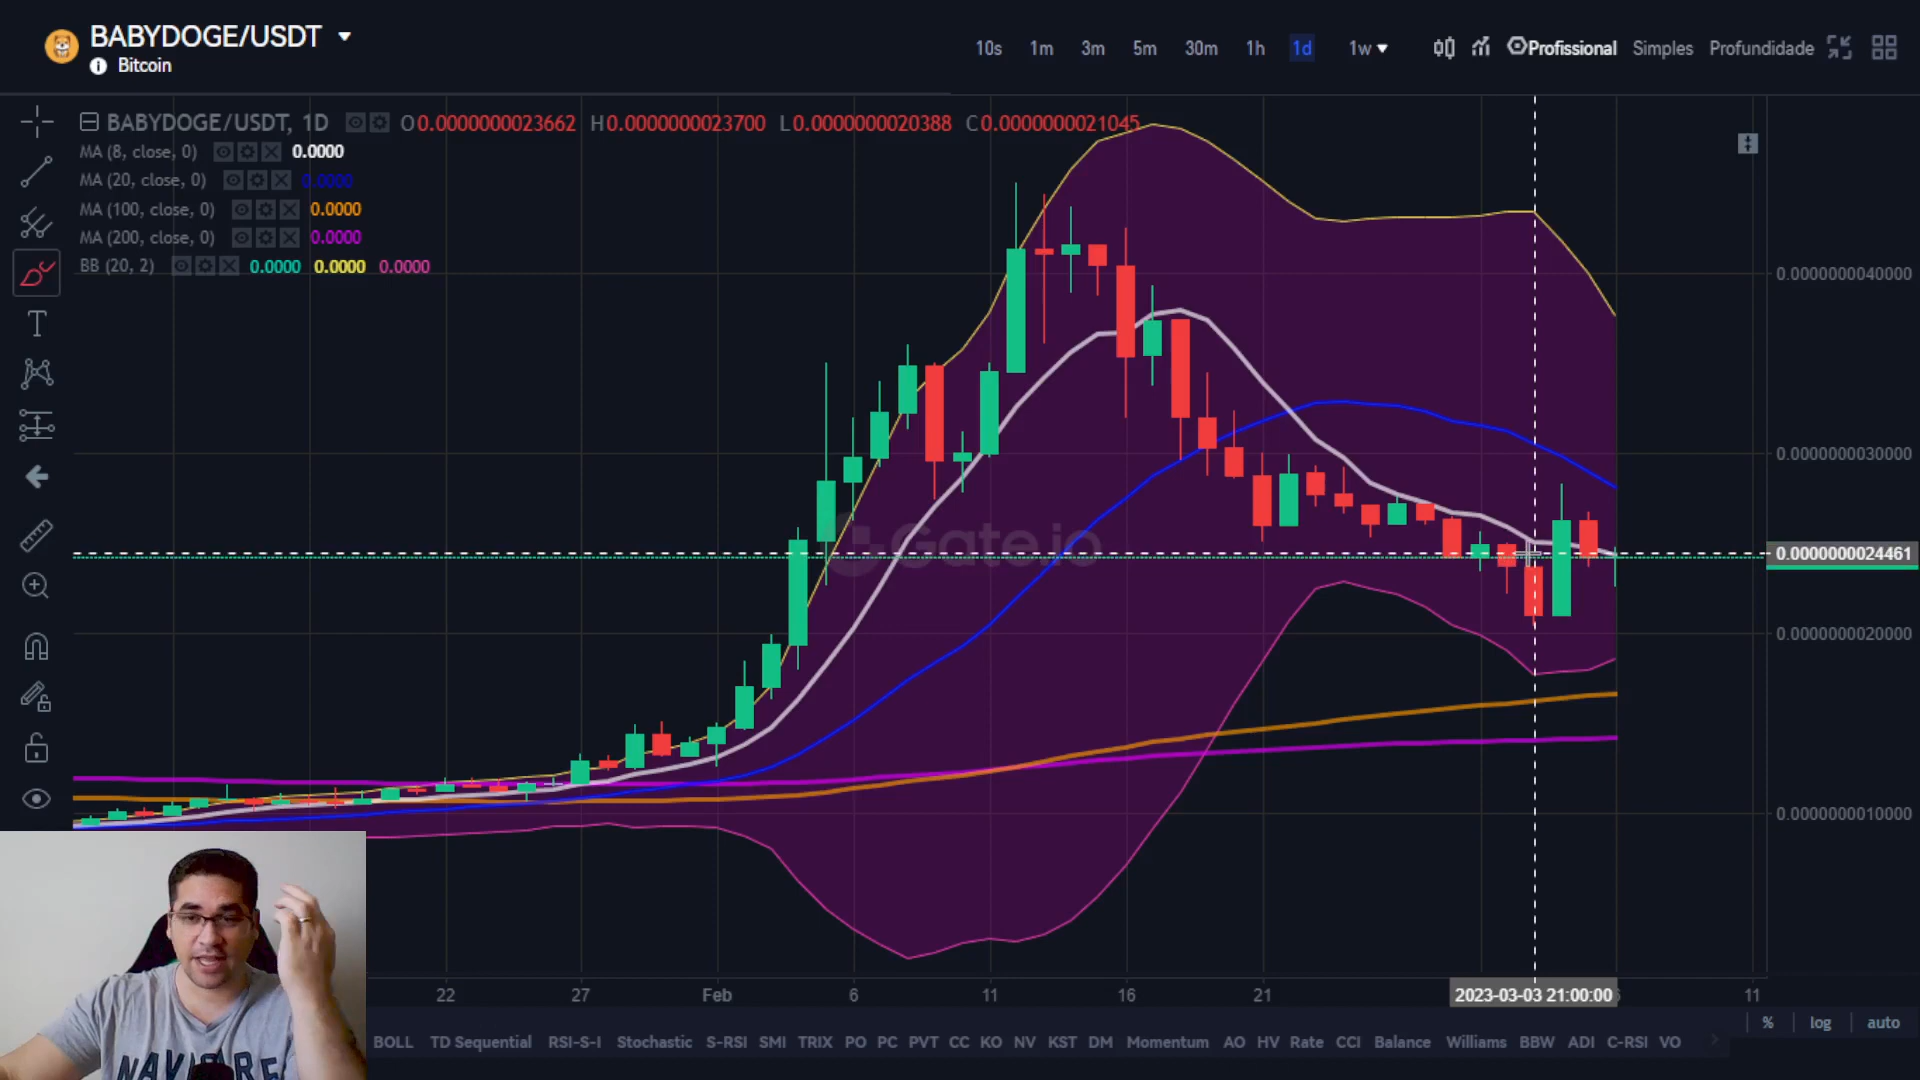 BABYDOGE/USDT
Bitcoin
10s 1m 3m 5m 30m 1h 1d 1w Profissional Simples Profundidade
BABYDOGE/USDT, 1D O0.0000000023662 H0.0000000023700 L0.0000000020388 C0.0000000021045
MA (8, close, 0) 0.0000
MA (20, close, 0) 0.0000
MA (100, close, 0) 0.0000
MA (200, close, 0) 0.0000
BB (20, 2) 0.0000 0.0000 0.0000
0.0000000040000
0.0000000030000
Gate.io
0.0000000024461
0.0000000020000
0.0000000010000
22 27 Feb 6 11 16 21 2023-03-03 21:00:00 11
% log auto
BOLL TD Sequential RSI-S-I Stochastic S-RSI SMI TRIX PO PC PVT CC KO NV KST DM Momentum AO HV Rate CCI Balance Williams BBW ADI C-RSI VO